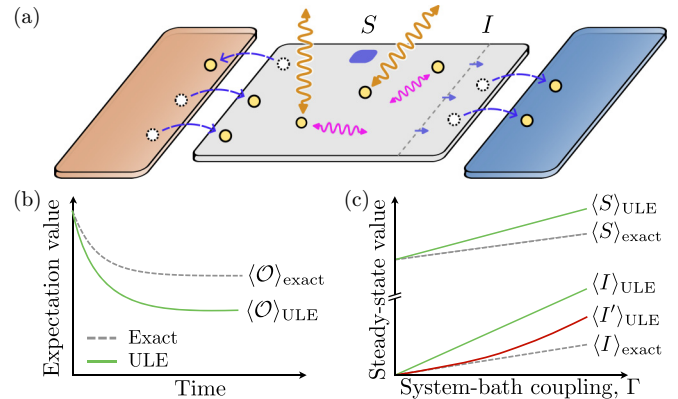 (a)
S
I
(b)
Expectation value
⟨𝒪⟩exact
⟨𝒪⟩ULE
Exact
ULE
Time
(c)
Steady-state value
⟨S⟩ULE
⟨S⟩exact
⟨I⟩ULE
⟨I′⟩ULE
⟨I⟩exact
System-bath coupling, Γ